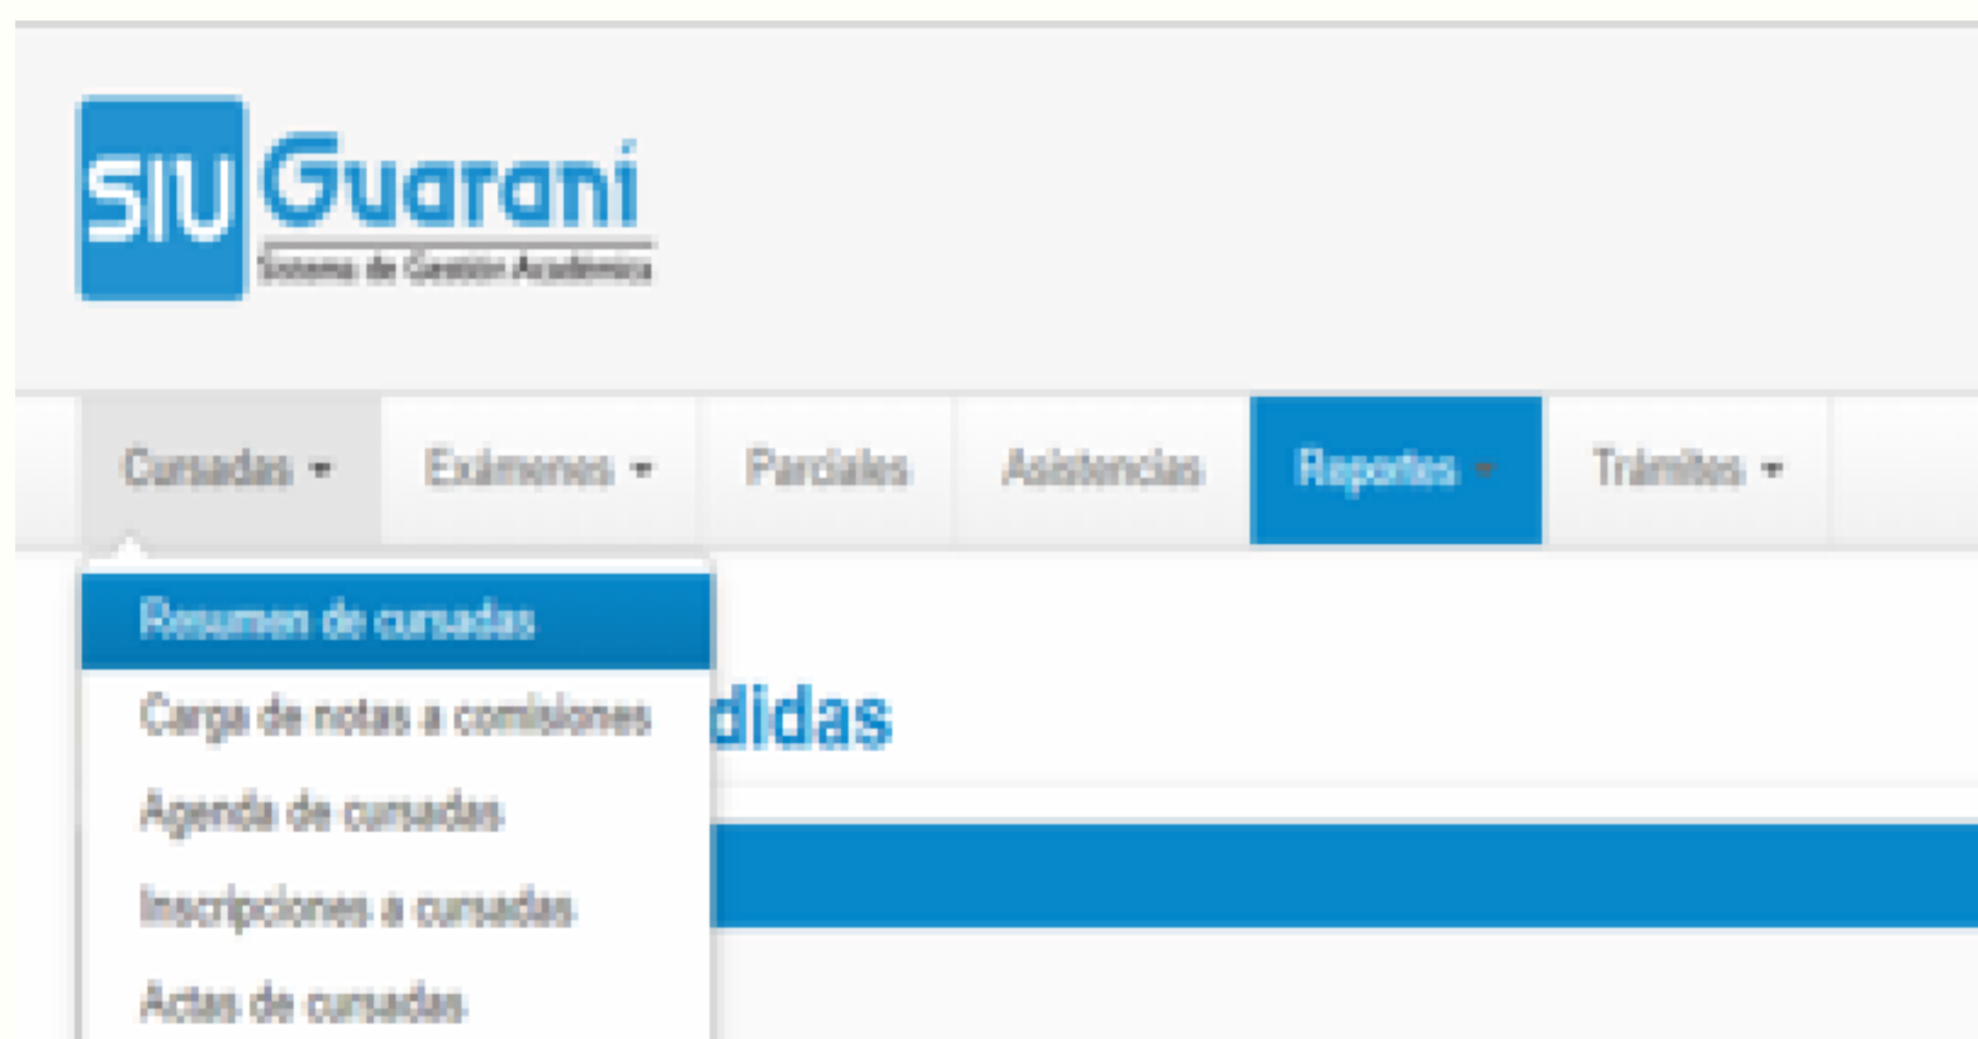 SIU Guaraní
Sistema de Gestión Académica
Cursadas Exámenes Parciales Asistencias Reportes Trámites
Resumen de cursadas
Carga de notas a comisiones
didas
Agenda de cursadas
Inscripciones a cursadas
Actas de cursadas